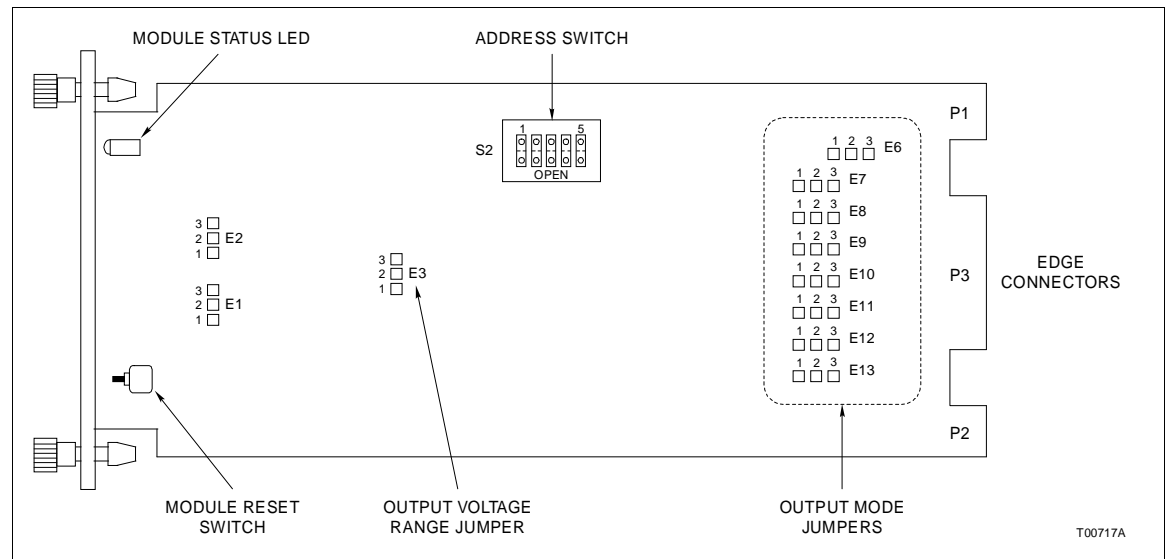 MODULE STATUS LED
ADDRESS SWITCH
P1
1 5
S2
OPEN
1 2 3 E6
1 2 3 E7
1 2 3 E8
1 2 3 E9
1 2 3 E10
1 2 3 E11
1 2 3 E12
1 2 3 E13
3
2 E2
1
3
2 E1
1
3
2 E3
1
P3
EDGE
CONNECTORS
P2
MODULE RESET
SWITCH
OUTPUT VOLTAGE
RANGE JUMPER
OUTPUT MODE
JUMPERS
T00717A